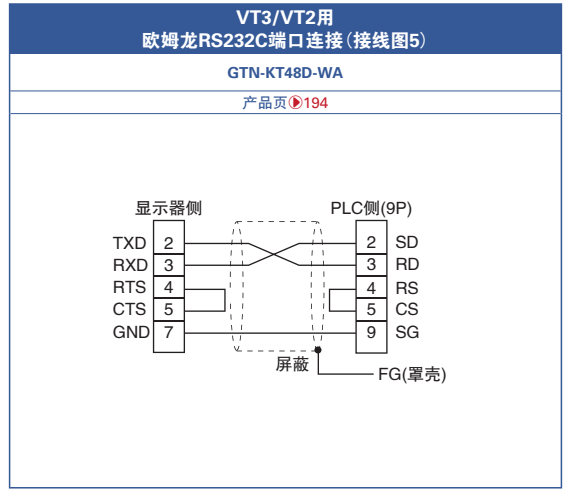 VT3/VT2用
欧姆龙RS232C端口连接（接线图5）
GTN-KT48D-WA
产品页194
显示器侧 PLC侧(9P)
TXD 2 2 SD
RXD 3 3 RD
RTS 4 4 RS
CTS 5 5 CS
GND 7 9 SG
屏蔽
FG(罩壳)